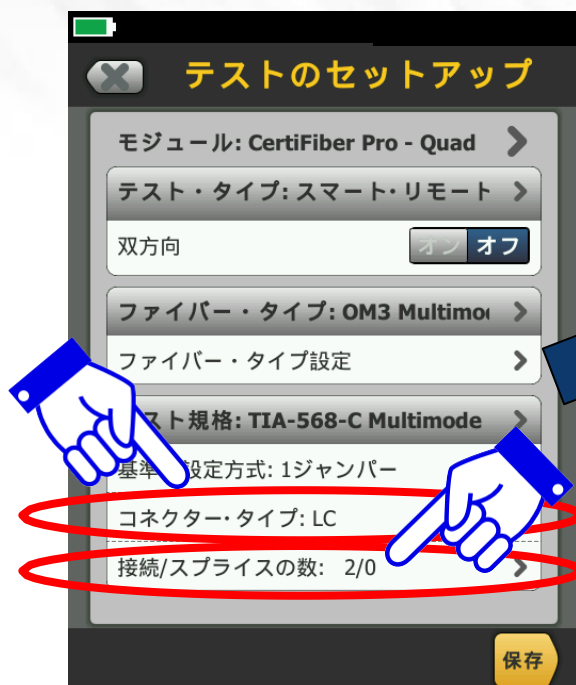 テストのセットアップ
モジュール: CertiFiber Pro - Quad
テスト・タイプ: スマート・リモート
双方向
オン オフ
ファイバー・タイプ: OM3 Multimo
ファイバー・タイプ設定
スト規格: TIA-568-C Multimode
基準 設定方式: 1ジャンパー
コネクター・タイプ: LC
接続/スプライスの数: 2/0
保存